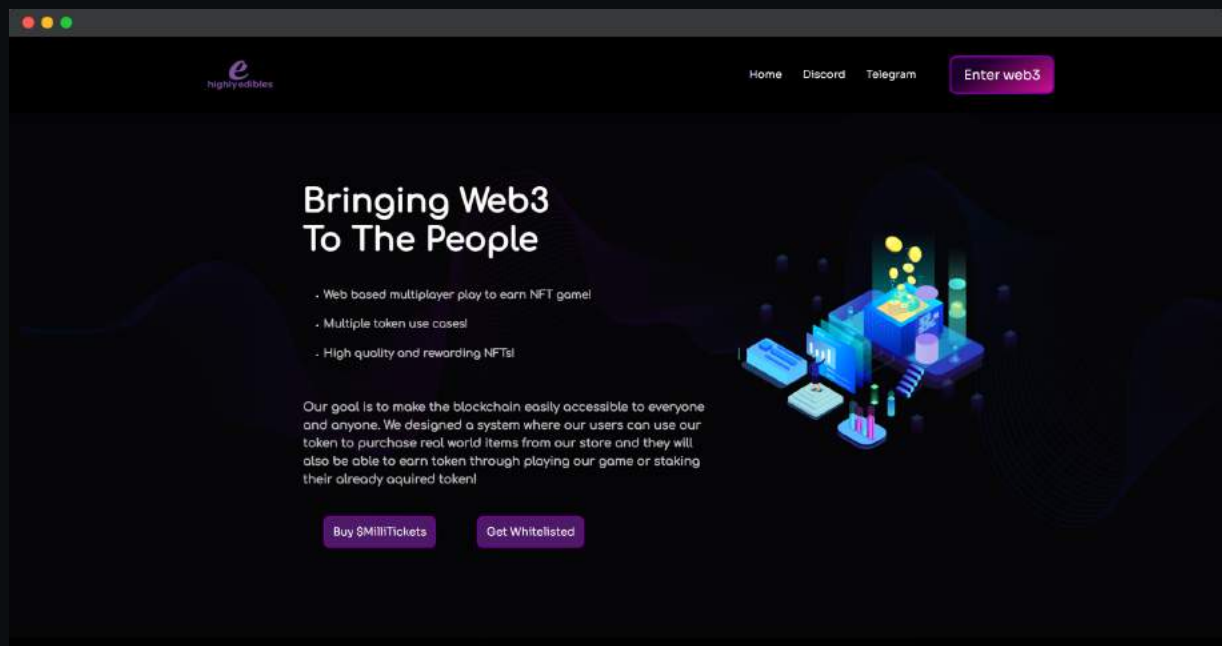 e
highlyedibles
Home Discord Telegram Enter web3
Bringing Web3
To The People
• Web based multiplayer play to earn NFT game!
• Multiple token use cases!
• High quality and rewarding NFTs!
Our goal is to make the blockchain easily accessible to everyone
and anyone. We designed a system where our users can use our
token to purchase real world items from our store and they will
also be able to earn token through playing our game or staking
their already aquired token!
Buy $MilliTickets Get Whitelisted